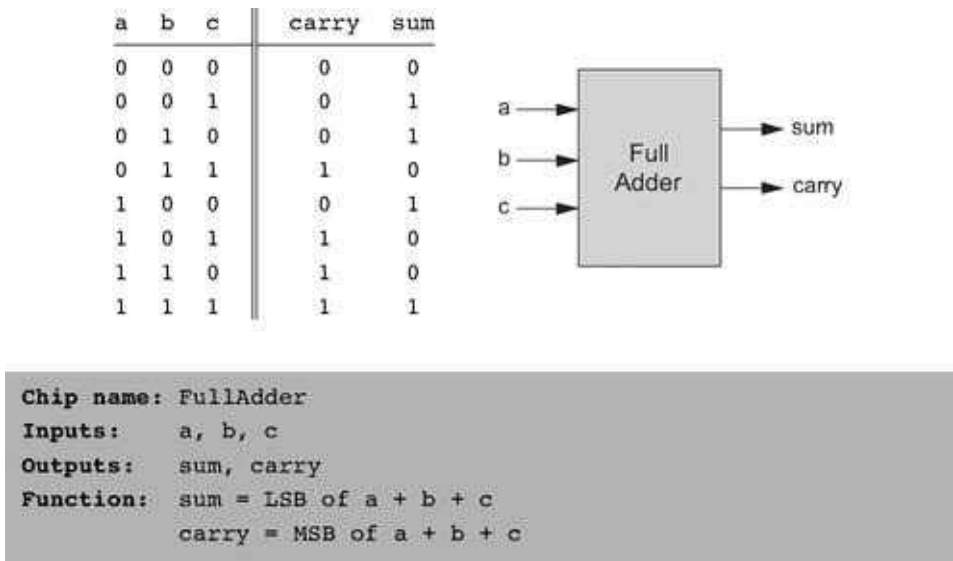 a b c carry sum
0 0 0 0 0
0 0 1 0 1
0 1 0 0 1
0 1 1 1 0
1 0 0 0 1
1 0 1 1 0
1 1 0 1 0
1 1 1 1 1
a
b
c
Full
Adder
sum
carry
Chip name: FullAdder
Inputs: a, b, c
Outputs: sum, carry
Function: sum = LSB of a + b + c
carry = MSB of a + b + c